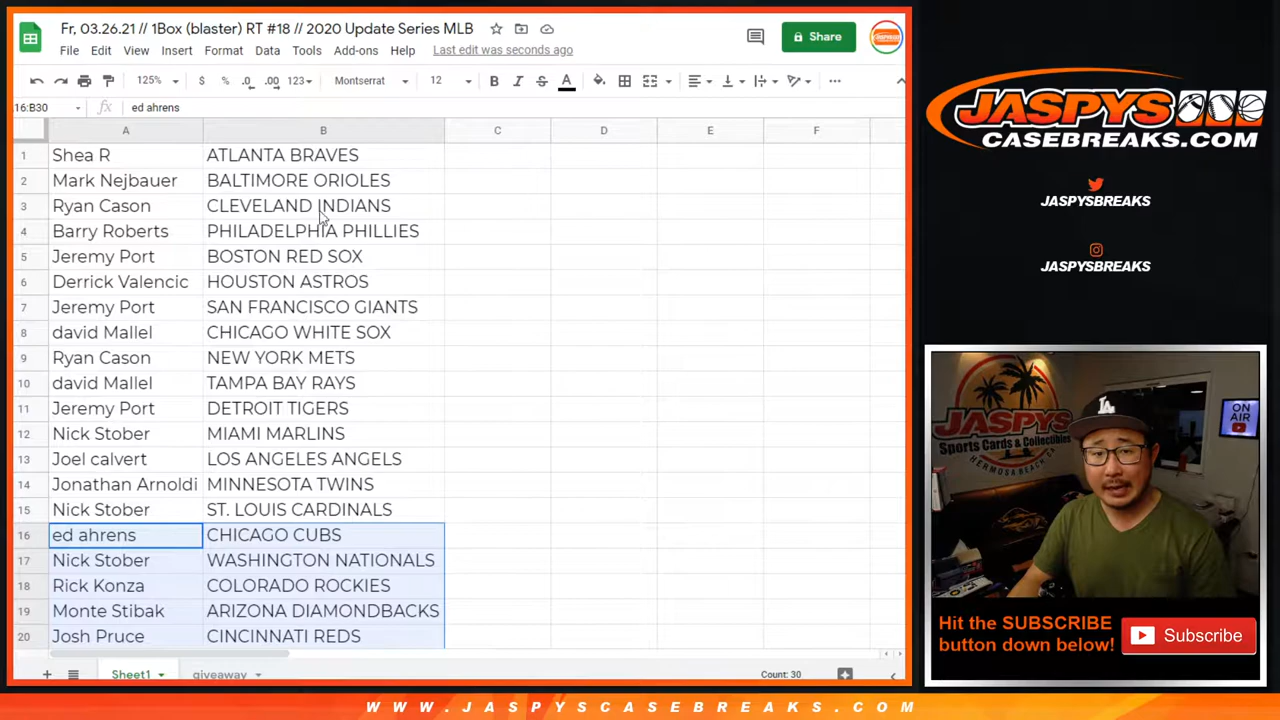 Fr, 03.26.21 // 1Box (blaster) RT #18 // 2020 Update Series MLB
File Edit View Insert Format Data Tools Add-ons Help Last edit was seconds ago
Share
125% $ % .0 .00 123 Montserrat 12 B I S A
16:B30 fx ed ahrens
A B C D E F
1 Shea R ATLANTA BRAVES
2 Mark Nejbauer BALTIMORE ORIOLES
3 Ryan Cason CLEVELAND INDIANS
4 Barry Roberts PHILADELPHIA PHILLIES
5 Jeremy Port BOSTON RED SOX
6 Derrick Valencic HOUSTON ASTROS
7 Jeremy Port SAN FRANCISCO GIANTS
8 david Mallel CHICAGO WHITE SOX
9 Ryan Cason NEW YORK METS
10 david Mallel TAMPA BAY RAYS
11 Jeremy Port DETROIT TIGERS
12 Nick Stober MIAMI MARLINS
13 Joel calvert LOS ANGELES ANGELS
14 Jonathan Arnoldi MINNESOTA TWINS
15 Nick Stober ST. LOUIS CARDINALS
16 ed ahrens CHICAGO CUBS
17 Nick Stober WASHINGTON NATIONALS
18 Rick Konza COLORADO ROCKIES
19 Monte Stibak ARIZONA DIAMONDBACKS
20 Josh Pruce CINCINNATI REDS
Sheet1 giveaway Count: 30
JASPYS
CASEBREAKS.COM
JASPYSBREAKS
JASPYSBREAKS
JASPYS
Sports Cards & Collectibles
HERMOSA BEACH, CA
LA
ON
AIR
Hit the SUBSCRIBE
button down below!
Subscribe
WWW.JASPYSCASEBREAKS.COM